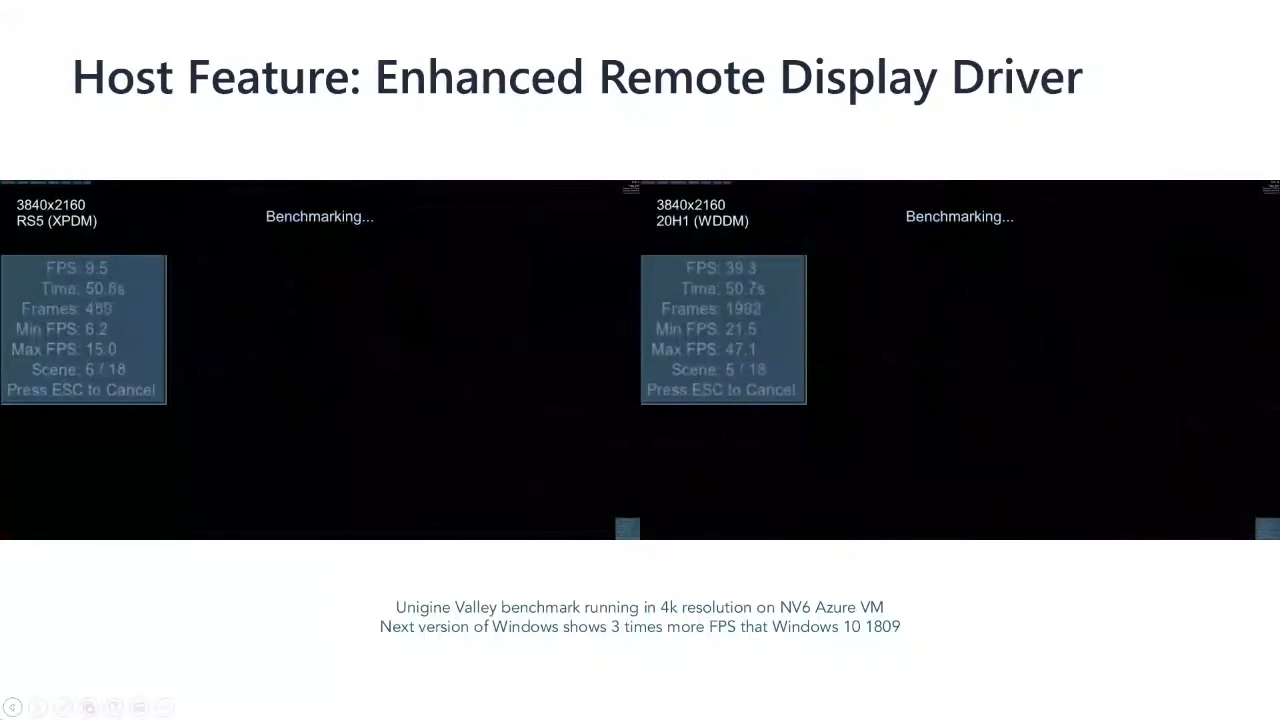 Host Feature: Enhanced Remote Display Driver
3840x2160
RS5 (XPDM)
Benchmarking...
FPS: 9.5
Time: 50.6s
Frames: 480
Min FPS: 6.2
Max FPS: 15.0
Scene: 6 / 18
Press ESC to Cancel
3840x2160
20H1 (WDDM)
Benchmarking...
FPS: 39.3
Time: 50.7s
Frames: 1992
Min FPS: 21.5
Max FPS: 47.1
Scene: 5 / 18
Press ESC to Cancel
Unigine Valley benchmark running in 4k resolution on NV6 Azure VM
Next version of Windows shows 3 times more FPS that Windows 10 1809